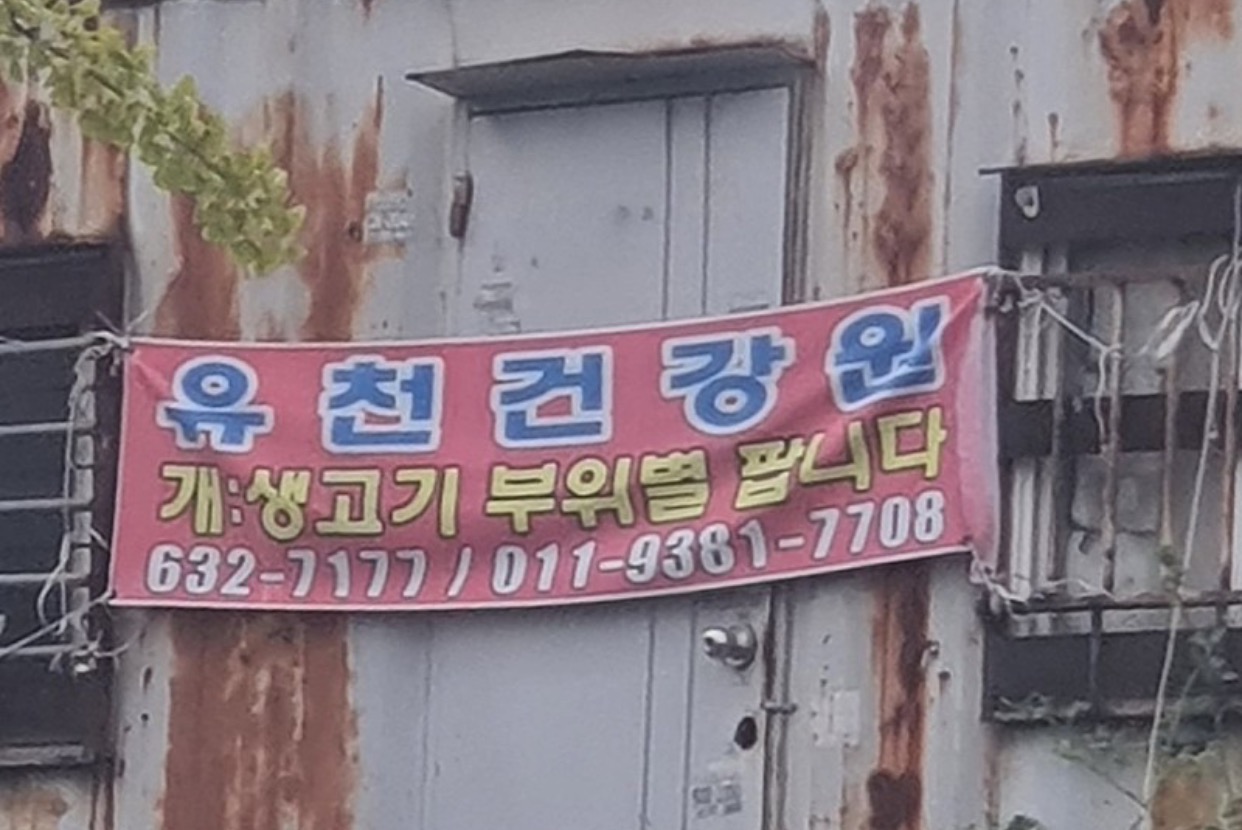 유천건강원
개:생고기 부위별 팝니다
632-7177 / 011-9381-7708